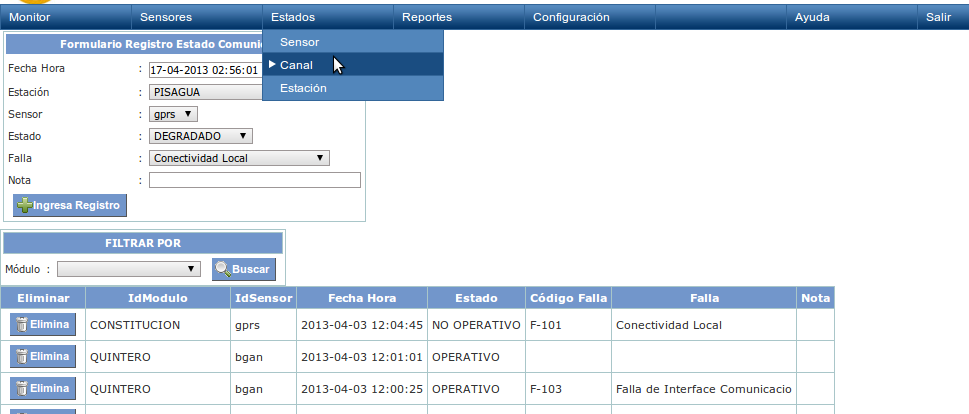 Monitor Sensores Estados Reportes Configuración Ayuda Salir
Sensor
Canal
Estación
Formulario Registro Estado Comuni
Fecha Hora : 17-04-2013 02:56:01
Estación : PISAGUA
Sensor : gprs
Estado : DEGRADADO
Falla : Conectividad Local
Nota :
Ingresa Registro
FILTRAR POR
Módulo : Buscar
Eliminar IdModulo IdSensor Fecha Hora Estado Código Falla Falla Nota
Elimina CONSTITUCION gprs 2013-04-03 12:04:45 NO OPERATIVO F-101 Conectividad Local
Elimina QUINTERO bgan 2013-04-03 12:01:01 OPERATIVO
Elimina QUINTERO bgan 2013-04-03 12:00:25 OPERATIVO F-103 Falla de Interface Comunicacio